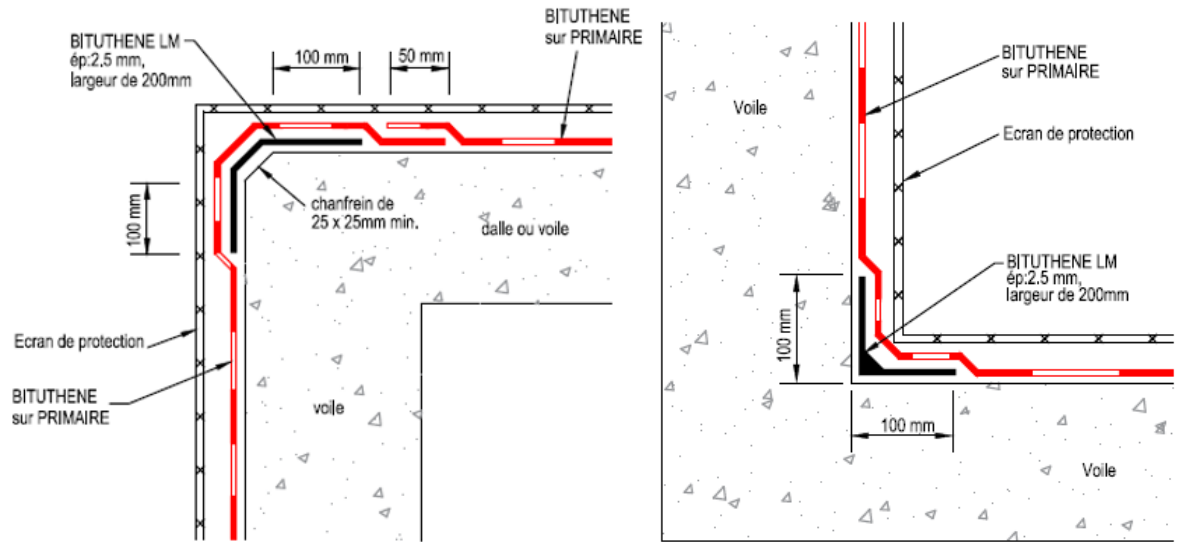 BITUTHENE LM
ép:2.5 mm,
largeur de 200mm
100 mm
50 mm
BITUTHENE
sur PRIMAIRE
100 mm
chanfrein de
25 x 25mm min.
dalle ou voile
Ecran de protection
BITUTHENE
sur PRIMAIRE
voile
Voile
BITUTHENE
sur PRIMAIRE
Ecran de protection
BITUTHENE LM
ép:2.5 mm,
largeur de 200mm
100 mm
100 mm
Voile